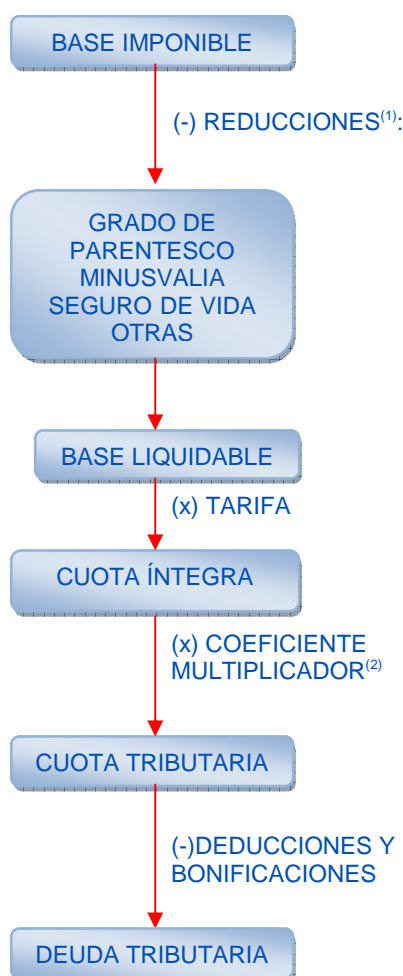 BASE IMPONIBLE
(-) REDUCCIONES⁽¹⁾:
GRADO DE
PARENTESCO
MINUSVALIA
SEGURO DE VIDA
OTRAS
BASE LIQUIDABLE
(x) TARIFA
CUOTA ÍNTEGRA
(x) COEFICIENTE
MULTIPLICADOR⁽²⁾
CUOTA TRIBUTARIA
(-)DEDUCCIONES Y
BONIFICACIONES
DEUDA TRIBUTARIA